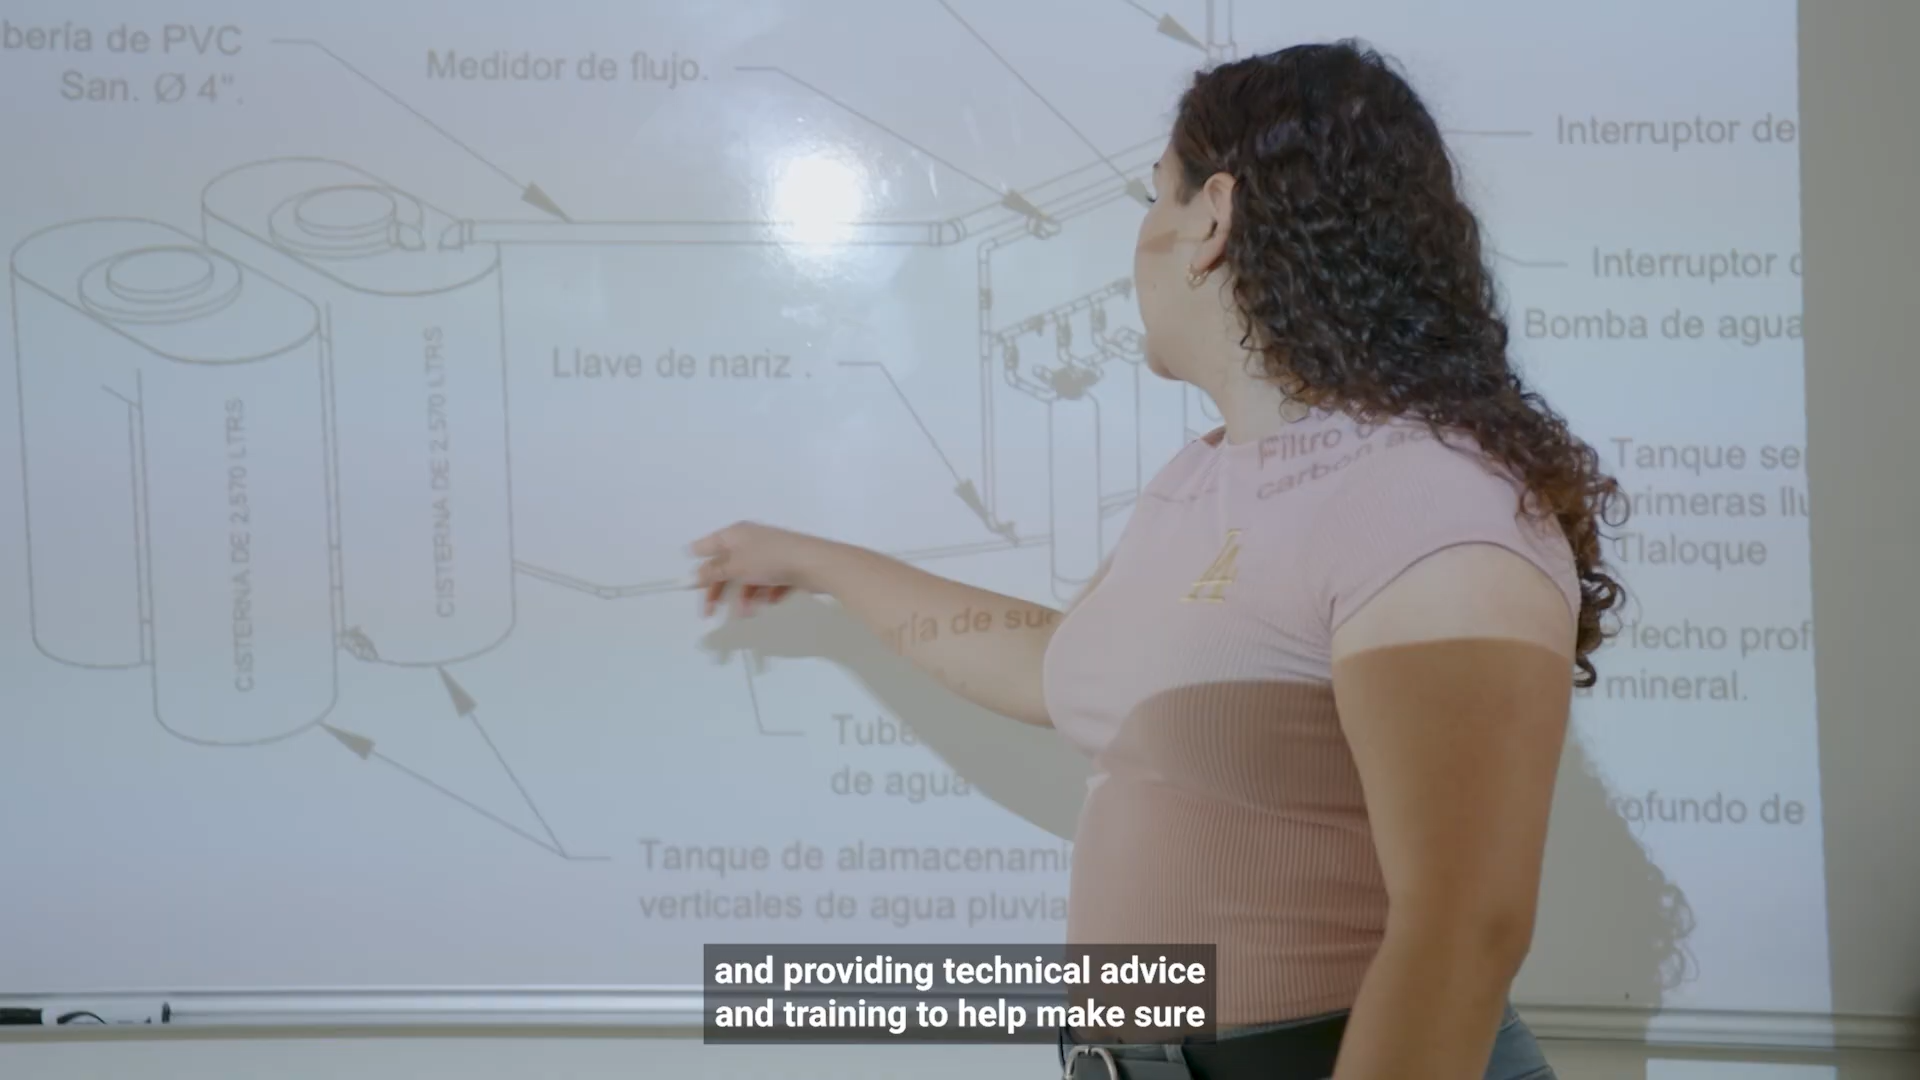 bería de PVC
San. Ø 4".
Medidor de flujo.
Interruptor de
Interruptor
Bomba de agua
Llave de nariz .
CISTERNA DE 2.570 LTRS
CISTERNA DE 2.570 LTRS
Filtro
carbón
Tanque se
primeras llu
Tlaloque
ría de suc
lecho prof
mineral.
Tube
de agua
ofundo de
Tanque de alamacenami
verticales de agua pluvia
and providing technical advice
and training to help make sure